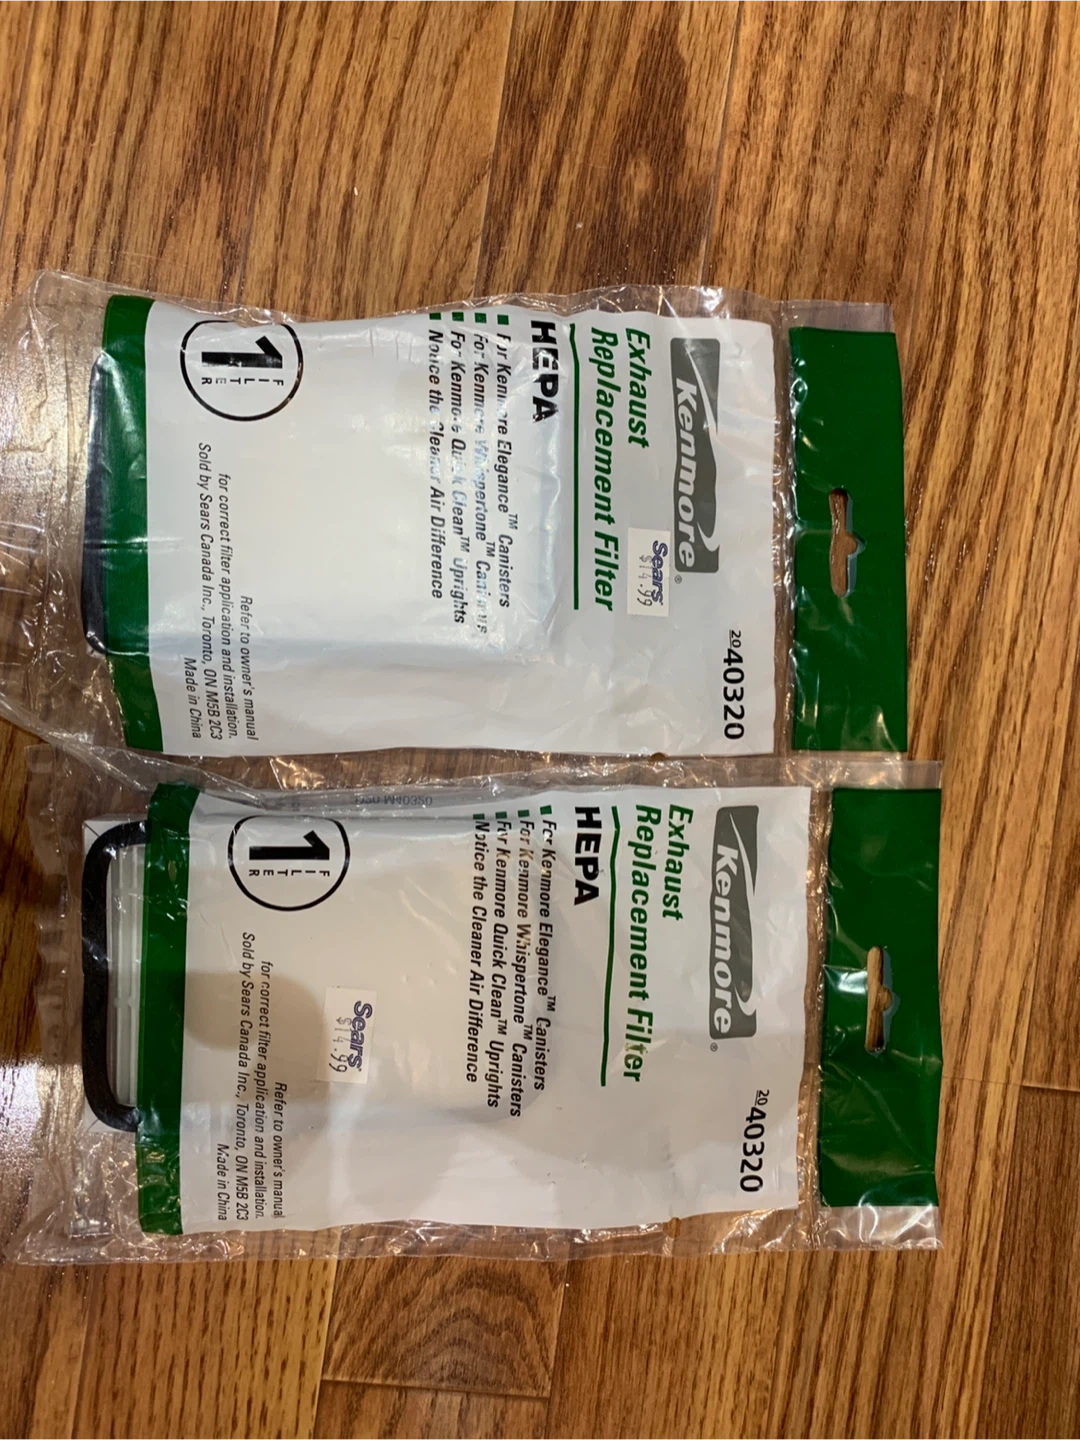 Kenmore®
Exhaust
Replacement Filter
Sears
$14.99
20 40320
HEPA
For Kenmore Elegance™ Canisters
For Kenmore Whispertone™ Canisters
For Kenmore Quick Clean™ Uprights
Notice the Cleaner Air Difference
1
FILTER
Refer to owner's manual
for correct filter application and installation.
Sold by Sears Canada Inc., Toronto, ON M5B 2C3
Made in China
Kenmore®
Exhaust
Replacement Filter
20 40320
HEPA
For Kenmore Elegance™ Canisters
For Kenmore Whispertone™ Canisters
For Kenmore Quick Clean™ Uprights
Notice the Cleaner Air Difference
Sears
$14.99
1
FILTER
Refer to owner's manual
for correct filter application and installation.
Sold by Sears Canada Inc., Toronto, ON M5B 2C3
Made in China